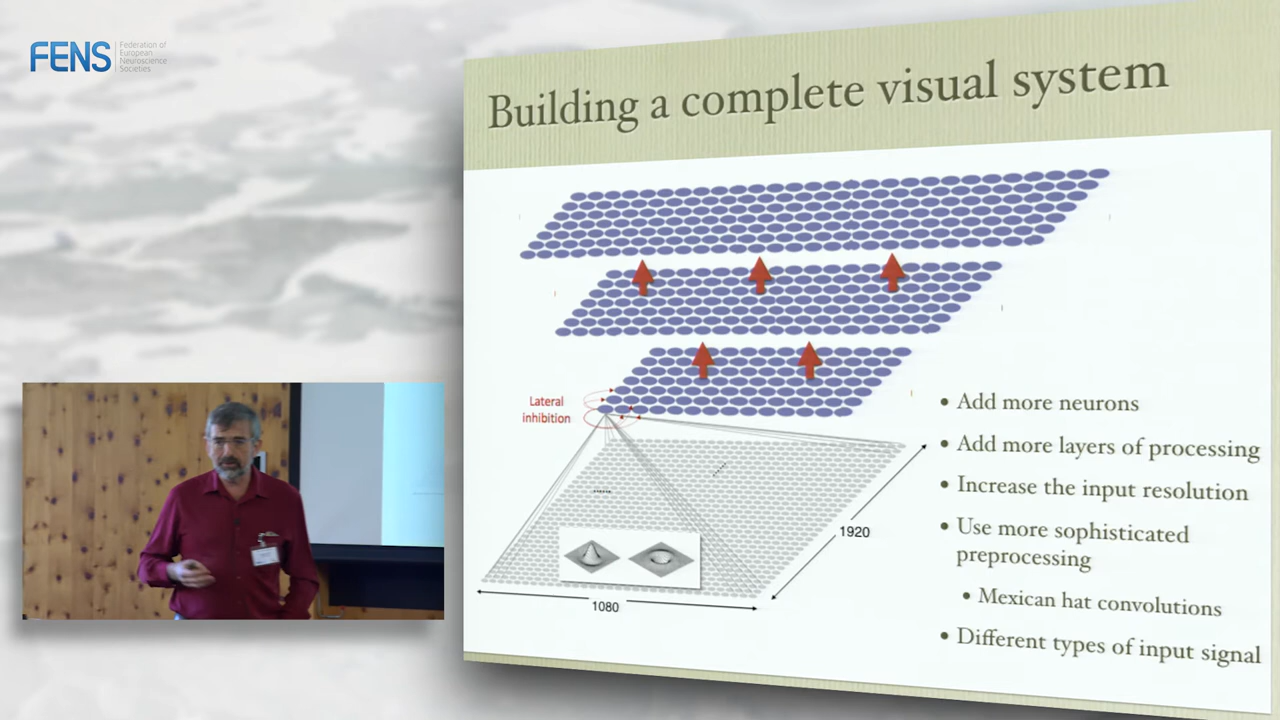 FENS
Federation of
European
Neuroscience
Societies
Building a complete visual system
Lateral
inhibition
1920
1080
• Add more neurons
• Add more layers of processing
• Increase the input resolution
• Use more sophisticated
preprocessing
• Mexican hat convolutions
• Different types of input signal